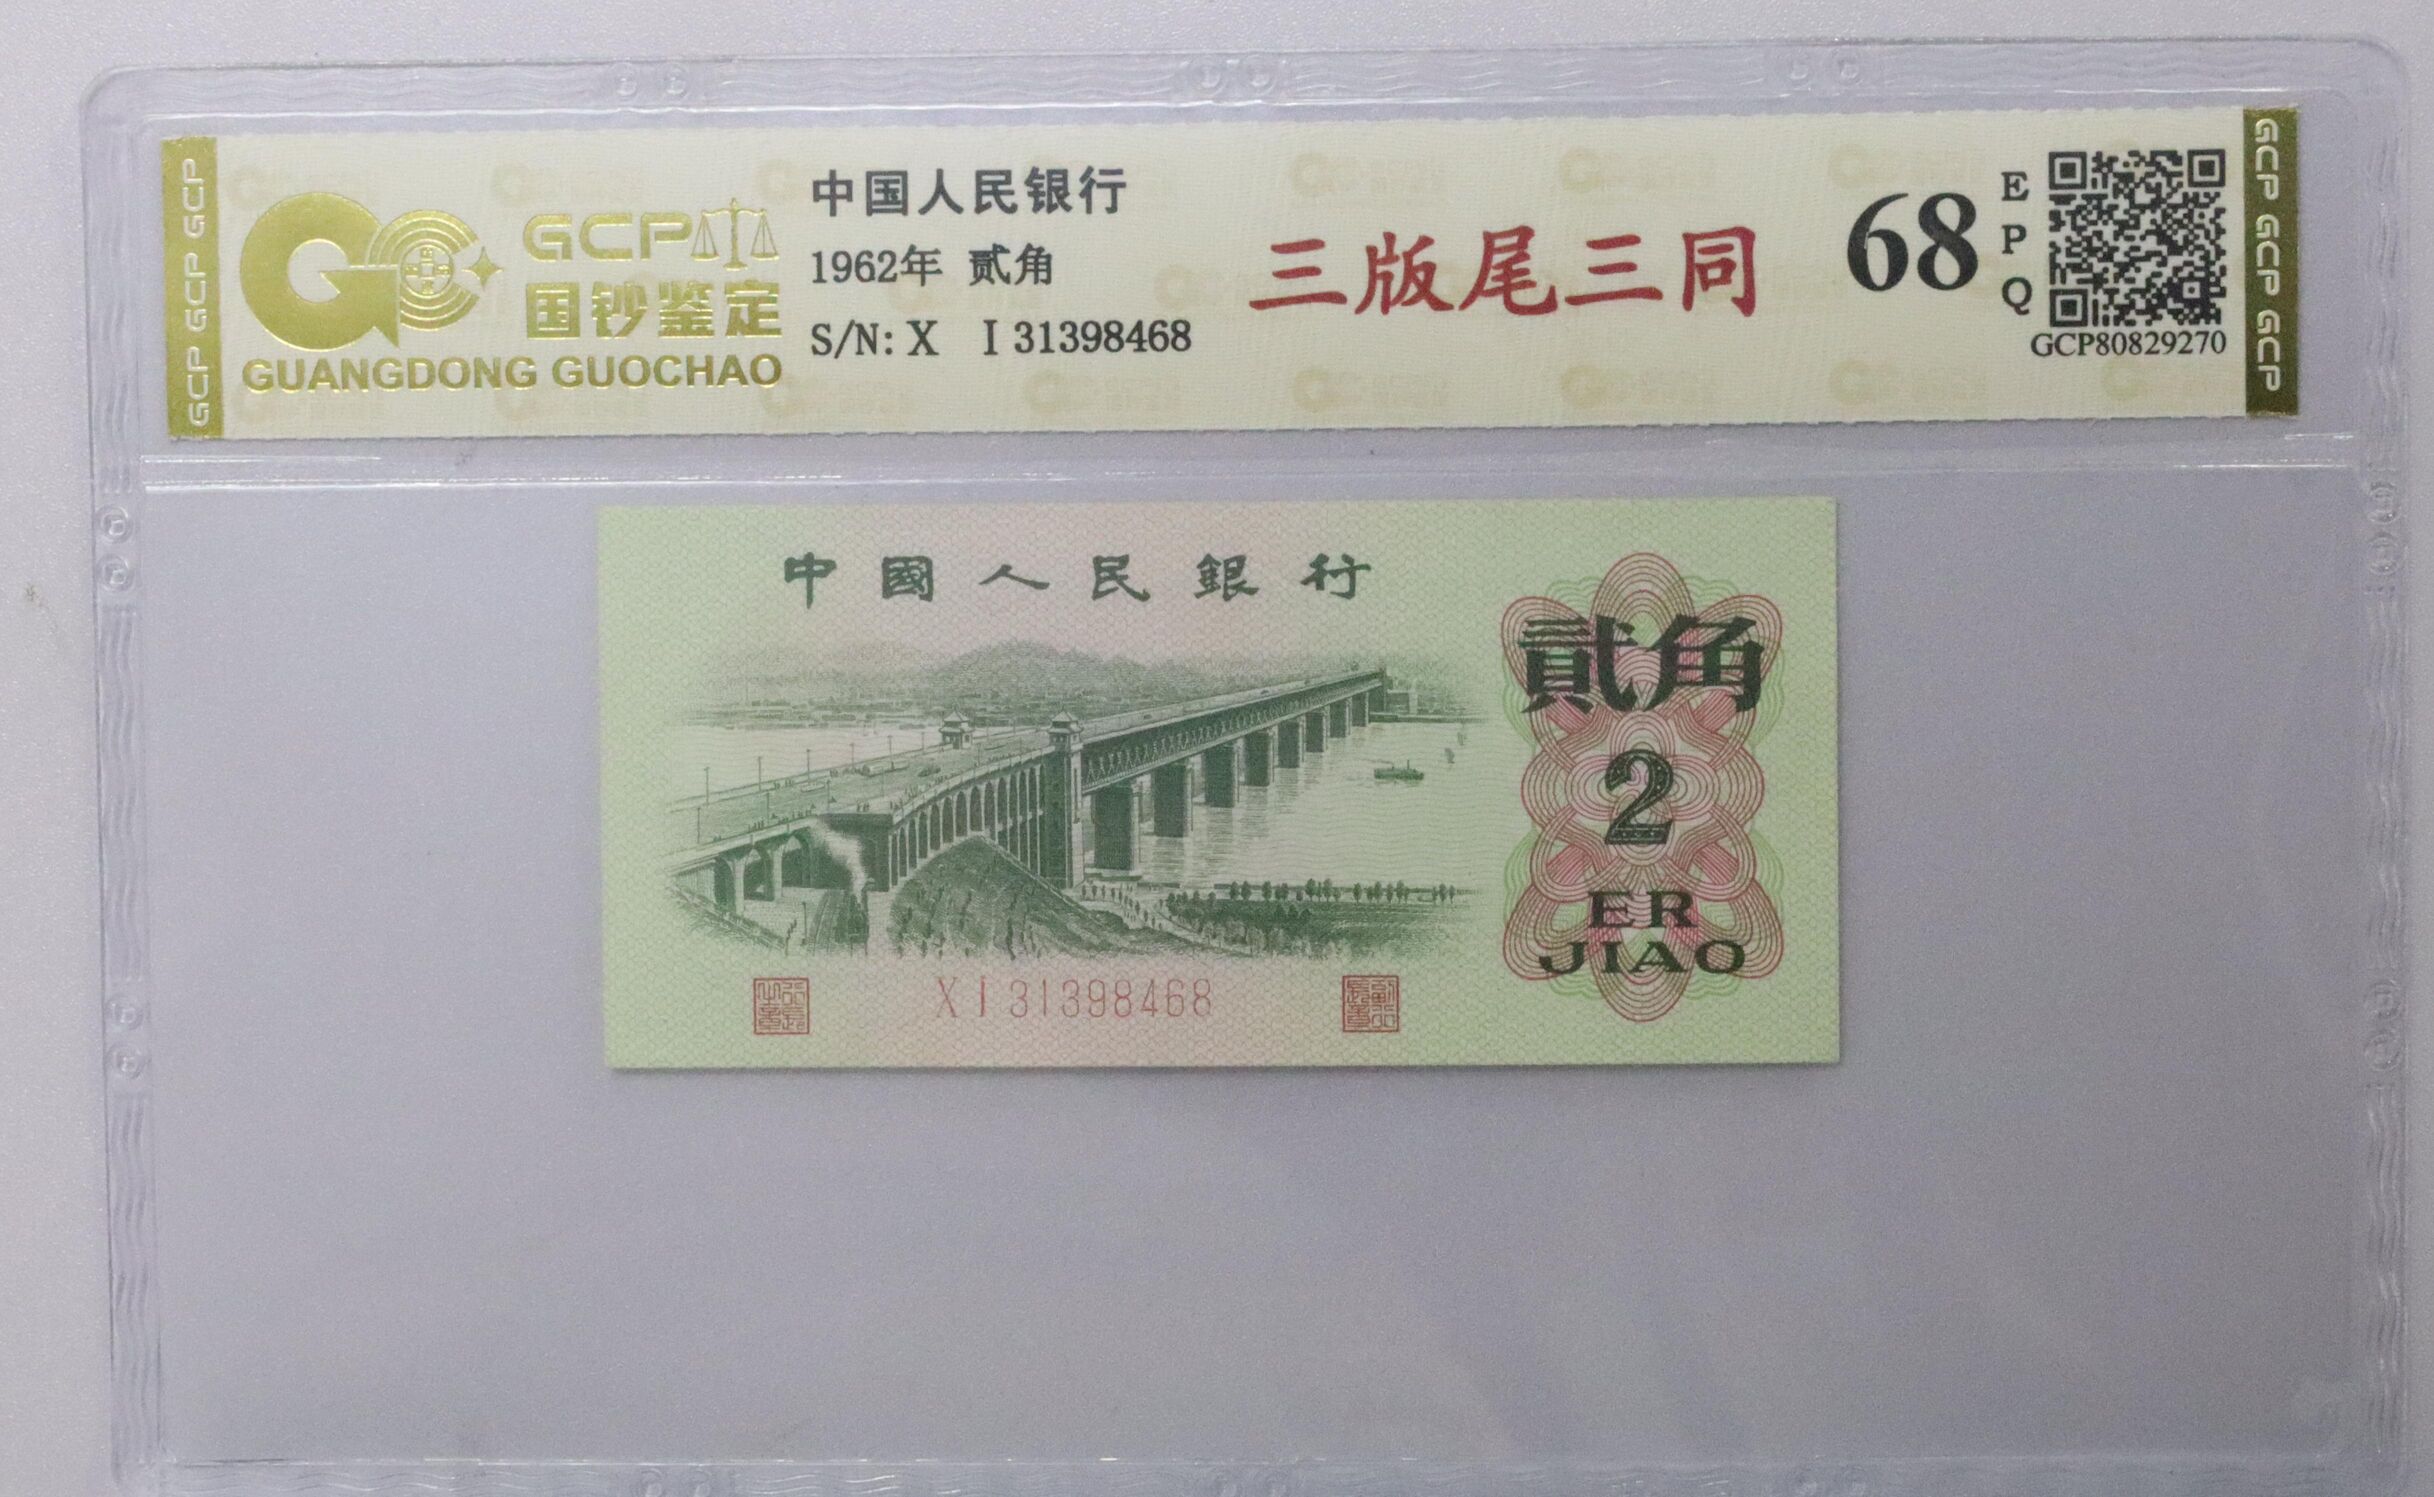 GCP GCP GCP
GCP
国钞鉴定
GUANGDONG GUOCHAO
中国人民银行
1962年 贰角
S/N: X I 31398468
三版尾三同
68
E
P
Q
GCP80829270
GCP GCP GCP GCP
中國人民銀行
貳角
2
ER
JIAO
X I 31398468